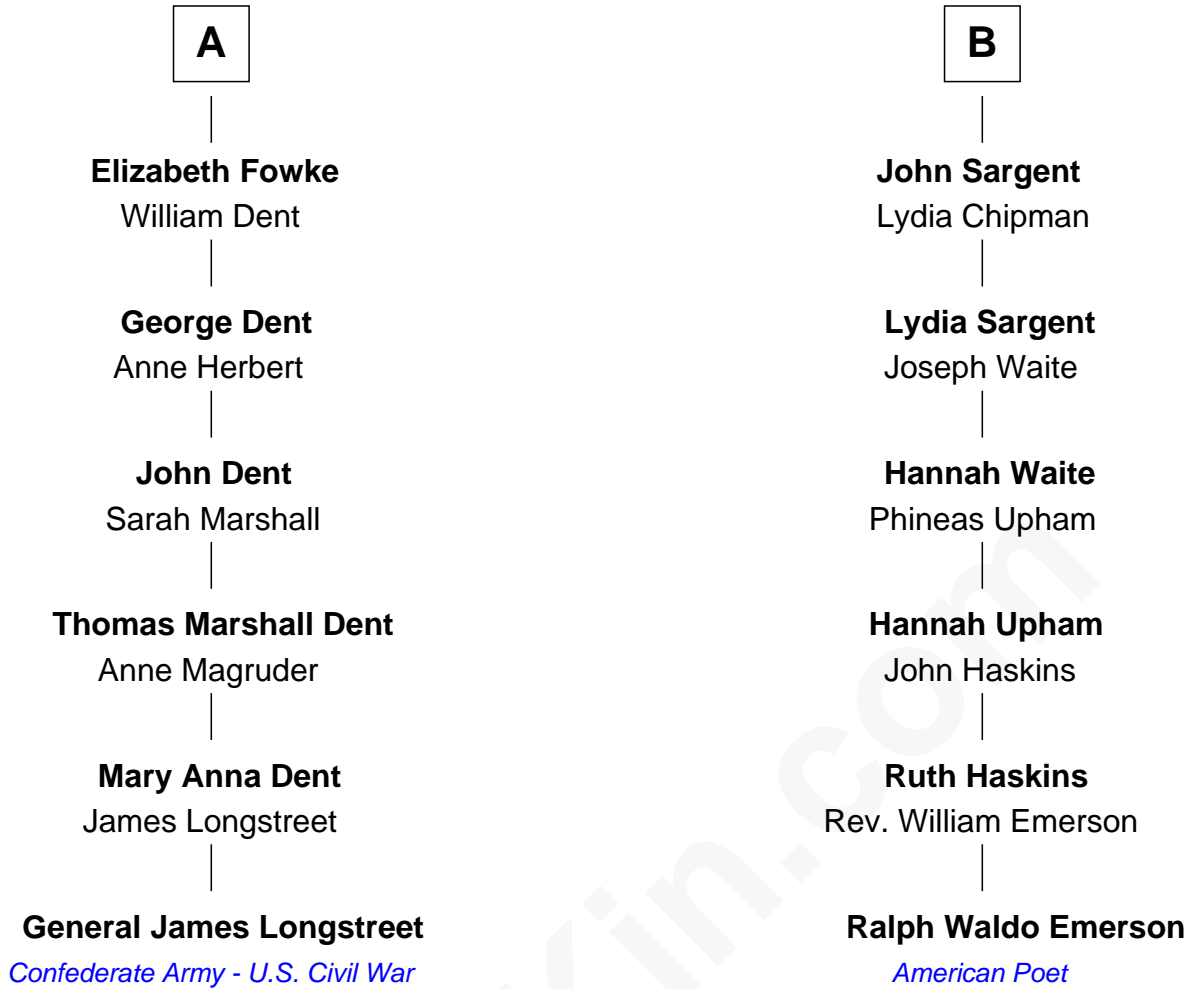 A
Elizabeth Fowke
William Dent
George Dent
Anne Herbert
John Dent
Sarah Marshall
Thomas Marshall Dent
Anne Magruder
Mary Anna Dent
James Longstreet
General James Longstreet
Confederate Army - U.S. Civil War
B
John Sargent
Lydia Chipman
Lydia Sargent
Joseph Waite
Hannah Waite
Phineas Upham
Hannah Upham
John Haskins
Ruth Haskins
Rev. William Emerson
Ralph Waldo Emerson
American Poet